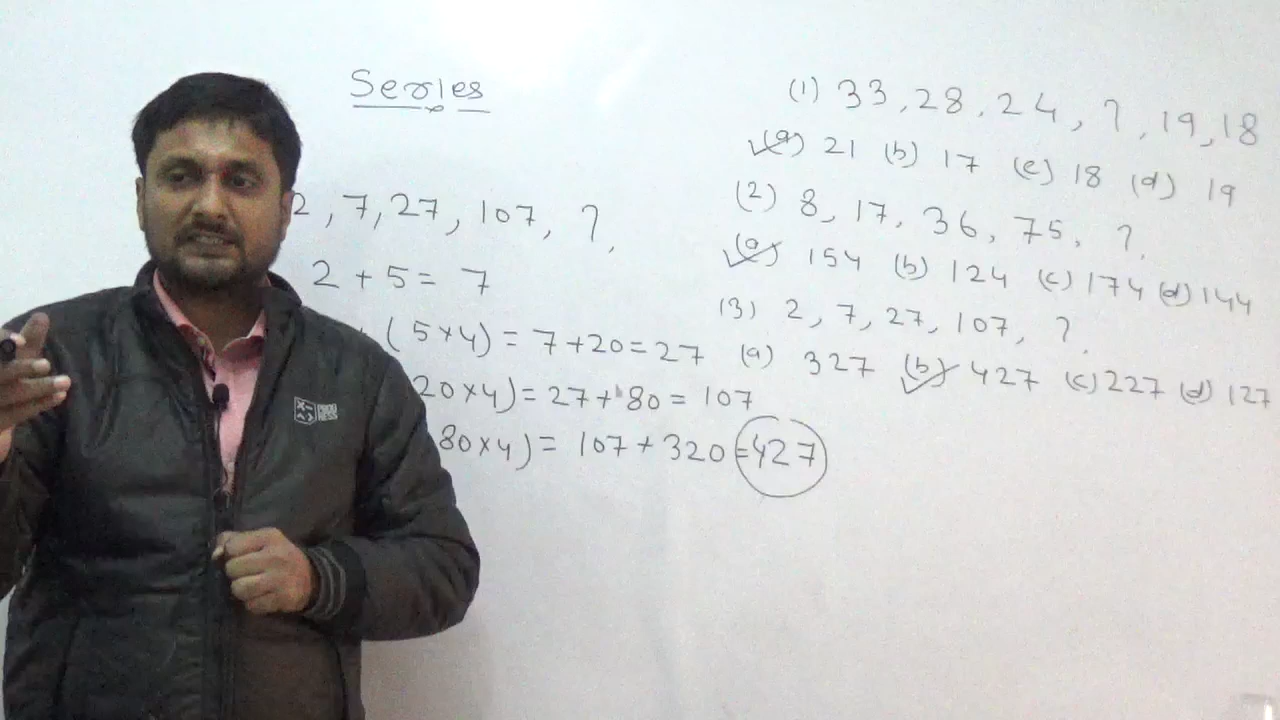 Series
2, 7, 27, 107, ?,
2 + 5 = 7
(5×4) = 7+20=27
20×4) = 27+80 = 107
80×4) = 107 + 320 =427
(1) 33, 28, 24, ?, 19, 18
(a) 21 (b) 17 (c) 18 (d) 19
(2) 8, 17, 36, 75, ?,
(a) 154 (b) 124 (c) 174 (d) 144
(3) 2, 7, 27, 107, ?,
(a) 327 (b) 427 (c) 227 (d) 127